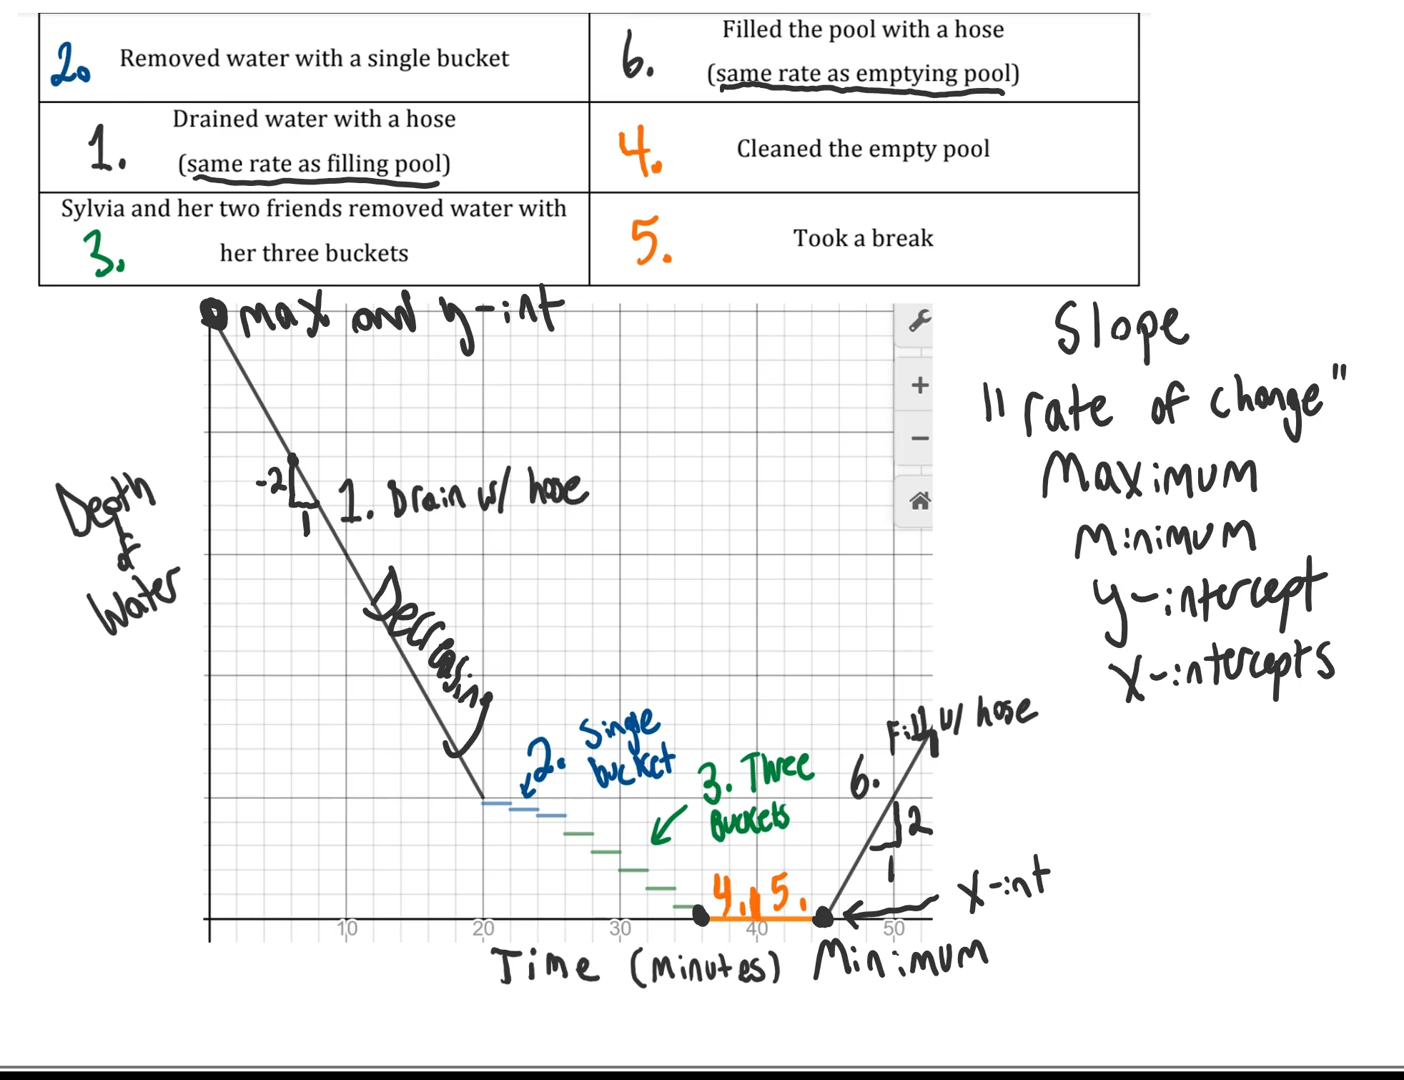 2. Removed water with a single bucket
6. Filled the pool with a hose
(same rate as emptying pool)
1. Drained water with a hose
(same rate as filling pool)
4. Cleaned the empty pool
Sylvia and her two friends removed water with
3. her three buckets
5. Took a break
max and y-int
Slope
"rate of change"
Maximum
Minimum
y-intercept
x-intercepts
+
−
Depth
of
Water
-2
1
1. Drain w/ hose
Decreasing
2. Singe
bucket
3. Three
Buckets
Fill w/ hose
6.
2
1
4. 5.
x-int
10 20 30 40 50
Time (Minutes)
Minimum